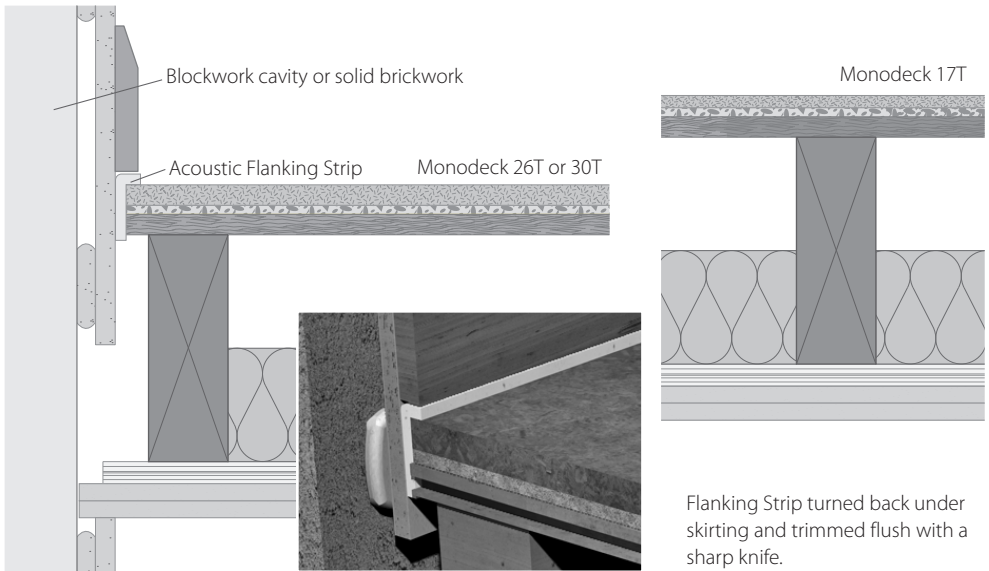 Blockwork cavity or solid brickwork
Monodeck 17T
Acoustic Flanking Strip
Monodeck 26T or 30T
Flanking Strip turned back under
skirting and trimmed flush with a
sharp knife.